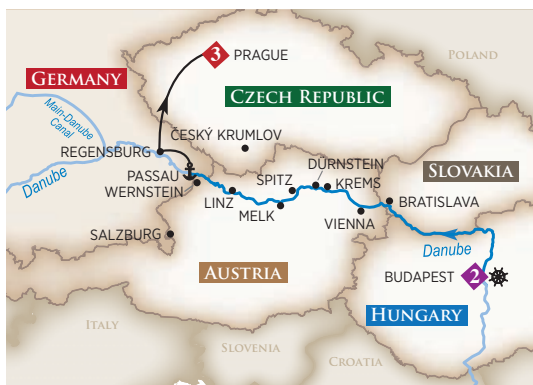 POLAND
3
PRAGUE
GERMANY
CZECH REPUBLIC
Main-Danube
Canal
ČESKÝ KRUMLOV
REGENSBURG
Danube
PASSAU
WERNSTEIN
LINZ
MELK
SPITZ
DÜRNSTEIN
KREMS
VIENNA
SLOVAKIA
BRATISLAVA
SALZBURG
Danube
AUSTRIA
BUDAPEST
2
HUNGARY
ITALY
SLOVENIA
CROATIA